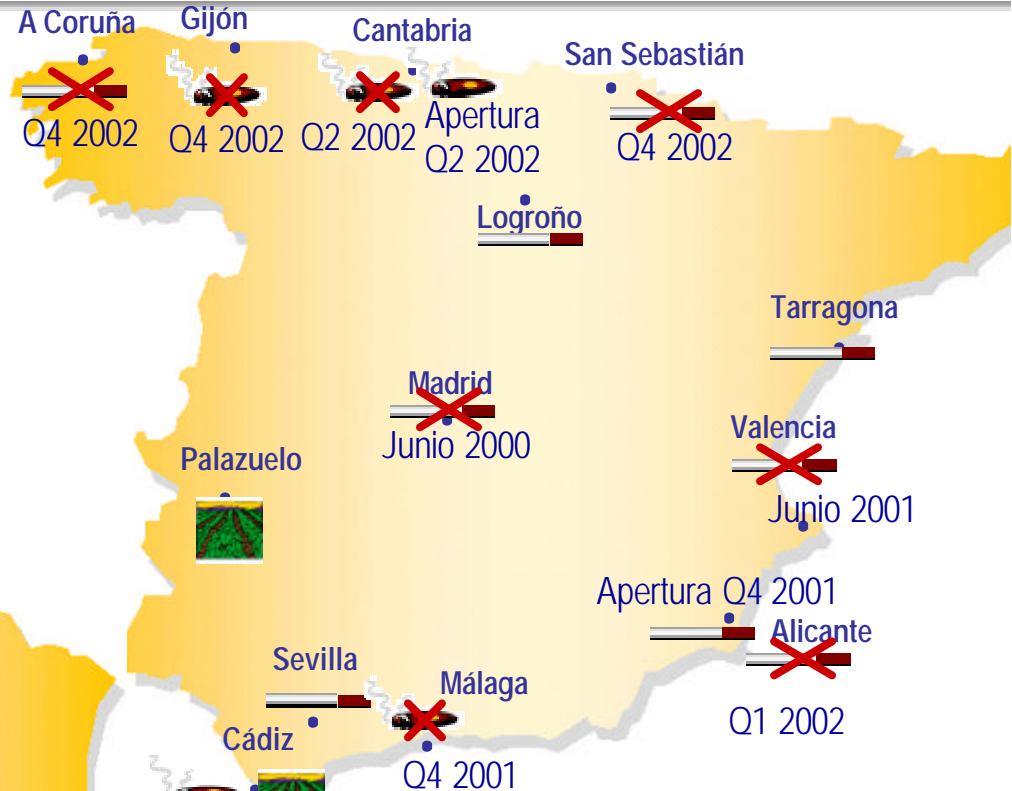 A Coruña
Gijón
Cantabria
San Sebastián
Q4 2002
Q4 2002
Q2 2002
Apertura
Q2 2002
Q4 2002
Logroño
Tarragona
Madrid
Junio 2000
Valencia
Junio 2001
Palazuelo
Apertura Q4 2001
Alicante
Q1 2002
Sevilla
Málaga
Cádiz
Q4 2001